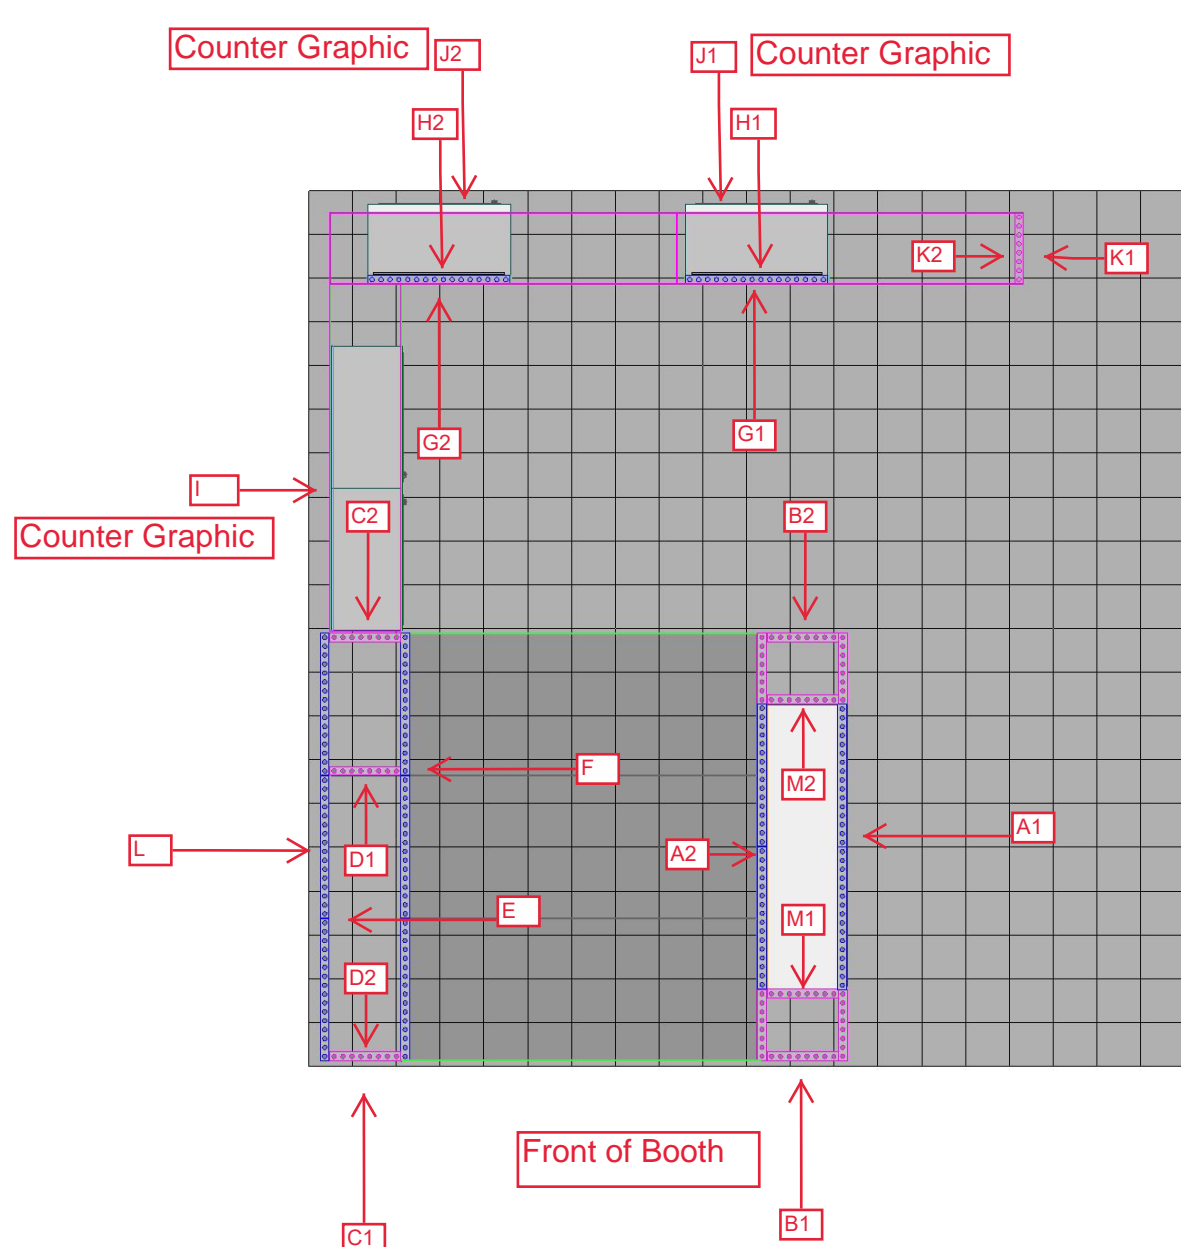 Counter Graphic
J2
J1
Counter Graphic
H2
H1
K2
K1
G2
G1
I
C2
B2
Counter Graphic
F
M2
L
D1
A2
A1
E
M1
D2
Front of Booth
C1
B1